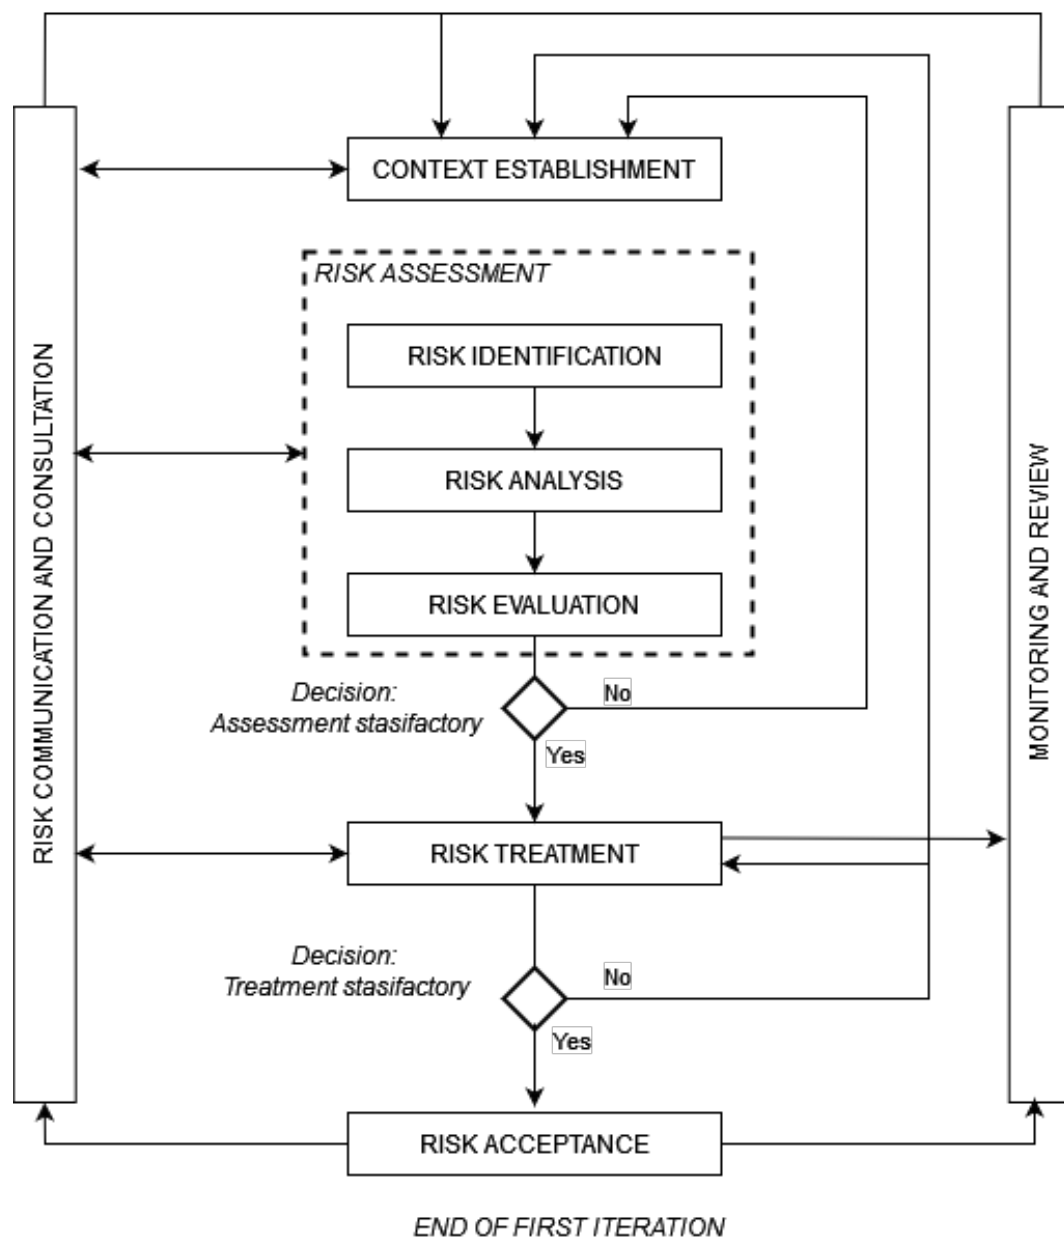 CONTEXT ESTABLISHMENT
RISK ASSESSMENT
RISK IDENTIFICATION
RISK ANALYSIS
RISK EVALUATION
Decision:
Assessment stasifactory
No
Yes
RISK TREATMENT
Decision:
Treatment stasifactory
No
Yes
RISK ACCEPTANCE
END OF FIRST ITERATION
RISK COMMUNICATION AND CONSULTATION
MONITORING AND REVIEW